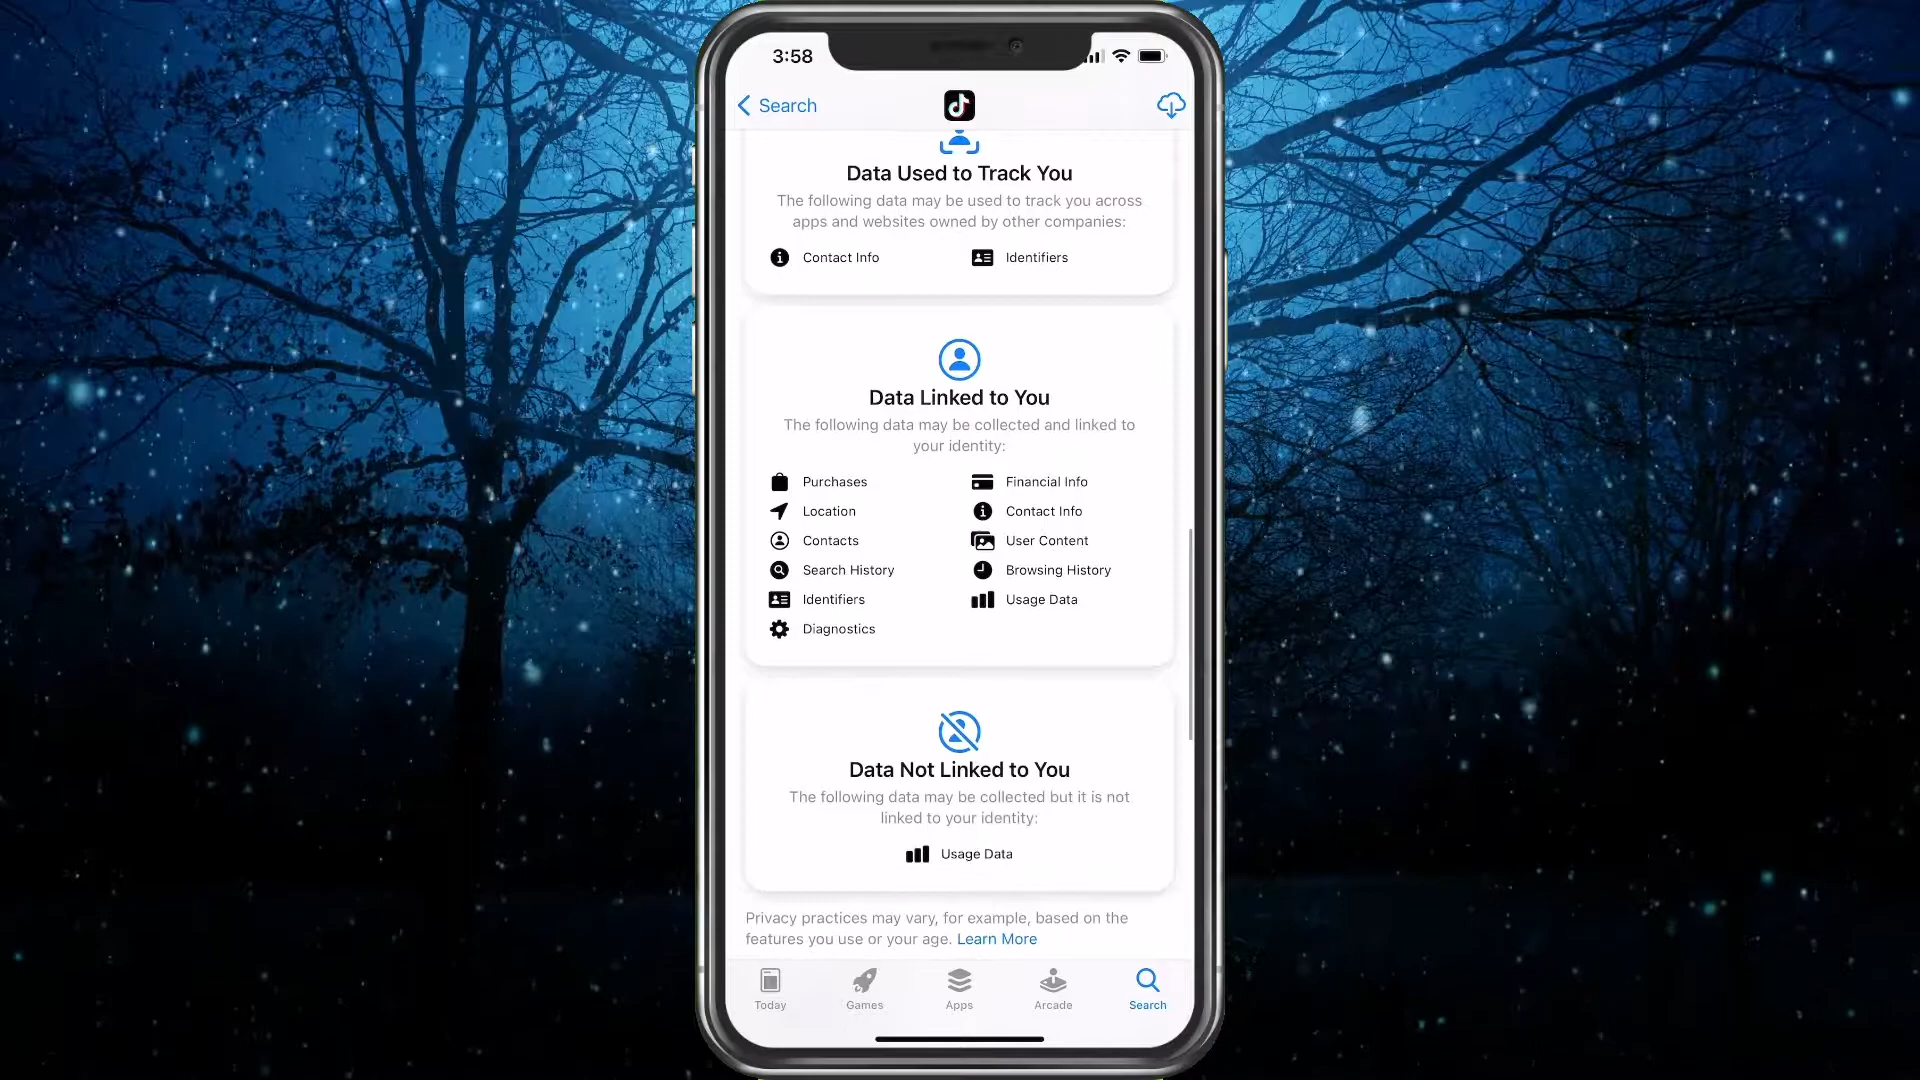 3:58
Search
Data Used to Track You
The following data may be used to track you across
apps and websites owned by other companies:
Contact Info
Identifiers
Data Linked to You
The following data may be collected and linked to
your identity:
Purchases
Financial Info
Location
Contact Info
Contacts
User Content
Search History
Browsing History
Identifiers
Usage Data
Diagnostics
Data Not Linked to You
The following data may be collected but it is not
linked to your identity:
Usage Data
Privacy practices may vary, for example, based on the
features you use or your age. Learn More
Today
Games
Apps
Arcade
Search